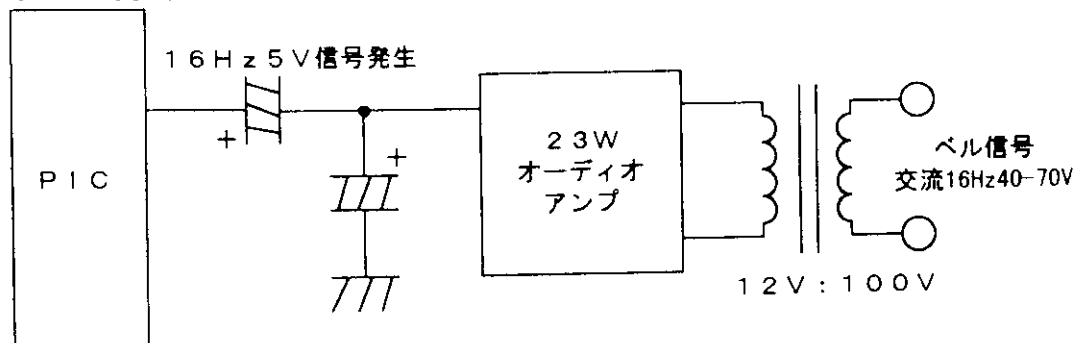 16Hz5V信号発生
+
PIC
+
23W
オーディオ
アンプ
ベル信号
交流16Hz40-70V
12V:100V